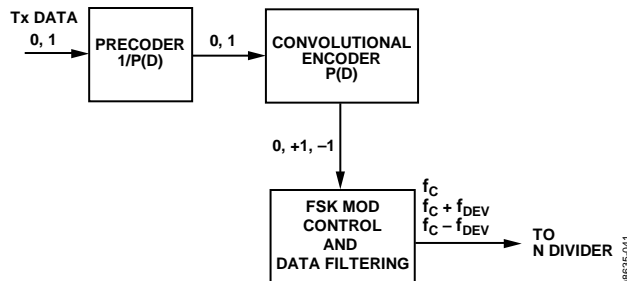 Tx DATA
0, 1
PRECODER
1/P(D)
0, 1
CONVOLUTIONAL
ENCODER
P(D)
0, +1, –1
FSK MOD
CONTROL
AND
DATA FILTERING
fC
fC + fDEV
fC – fDEV
TO
N DIVIDER